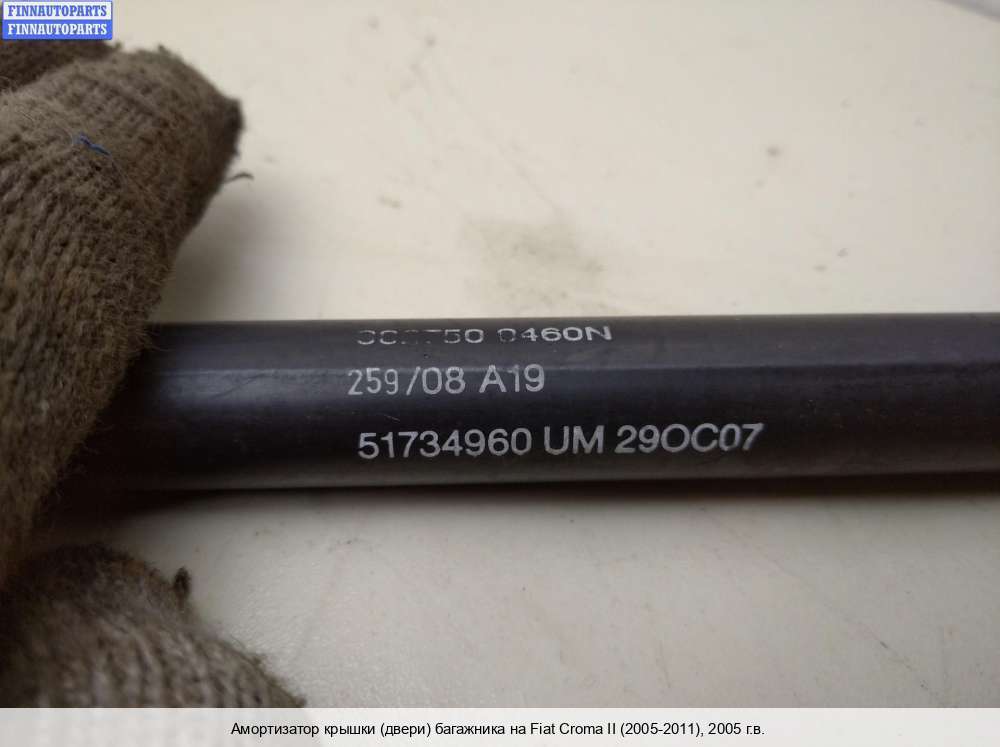 FINNAUTOPARTS
FINNAUTOPARTS
0460N
259/08 A19
51734960 UM 29OC07
Амортизатор крышки (двери) багажника на Fiat Croma II (2005-2011), 2005 г.в.